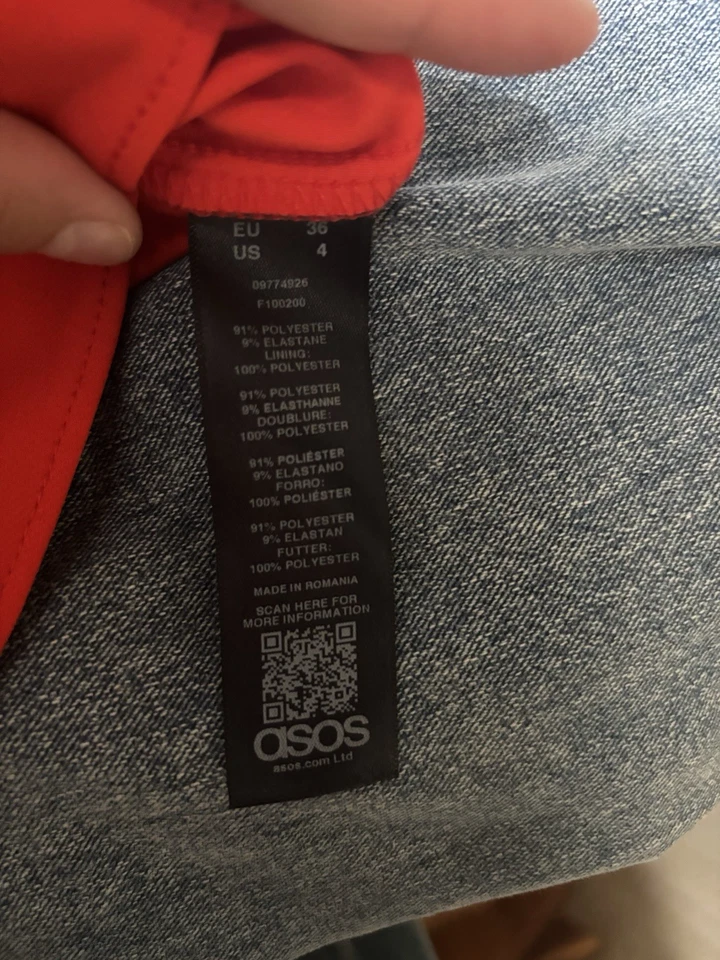 EU 36
US 4
09774926
F100200
91% POLYESTER
9% ELASTANE
LINING:
100% POLYESTER
91% POLYESTER
9% ELASTHANNE
DOUBLURE:
100% POLYESTER
91% POLIÉSTER
9% ELASTANO
FORRO:
100% POLIÉSTER
91% POLYESTER
9% ELASTAN
FUTTER:
100% POLYESTER
MADE IN ROMANIA
SCAN HERE FOR
MORE INFORMATION
asos
asos.com Ltd